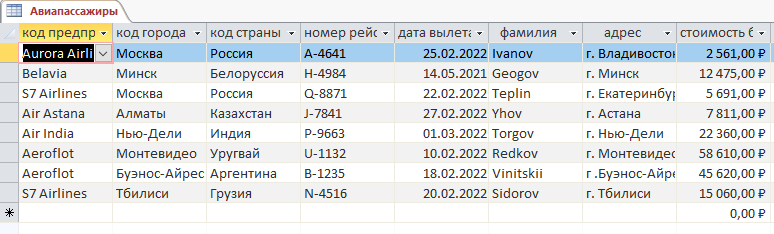 Авиапассажиры
код предпр код города код страны номер рейс дата вылета фамилия адрес стоимость б
Aurora Airli Москва Россия A-4641 25.02.2022 Ivanov г. Владивосток 2 561,00 ₽
Belavia Минск Белоруссия H-4984 14.05.2021 Geogov г. Минск 12 475,00 ₽
S7 Airlines Москва Россия Q-8871 22.02.2022 Teplin г. Екатеринбур 5 691,00 ₽
Air Astana Алматы Казахстан J-7841 27.02.2022 Yhov г. Астана 7 811,00 ₽
Air India Нью-Дели Индия P-9663 01.03.2022 Torgov г. Нью-Дели 22 360,00 ₽
Aeroflot Монтевидео Уругвай U-1132 10.02.2022 Redkov г. Монтевидео 58 610,00 ₽
Aeroflot Буэнос-Айрес Аргентина B-1235 18.02.2022 Vinitskii г .Буэнос-Айрес 45 620,00 ₽
S7 Airlines Тбилиси Грузия N-4516 20.02.2022 Sidorov г. Тбилиси 15 060,00 ₽
0,00 ₽